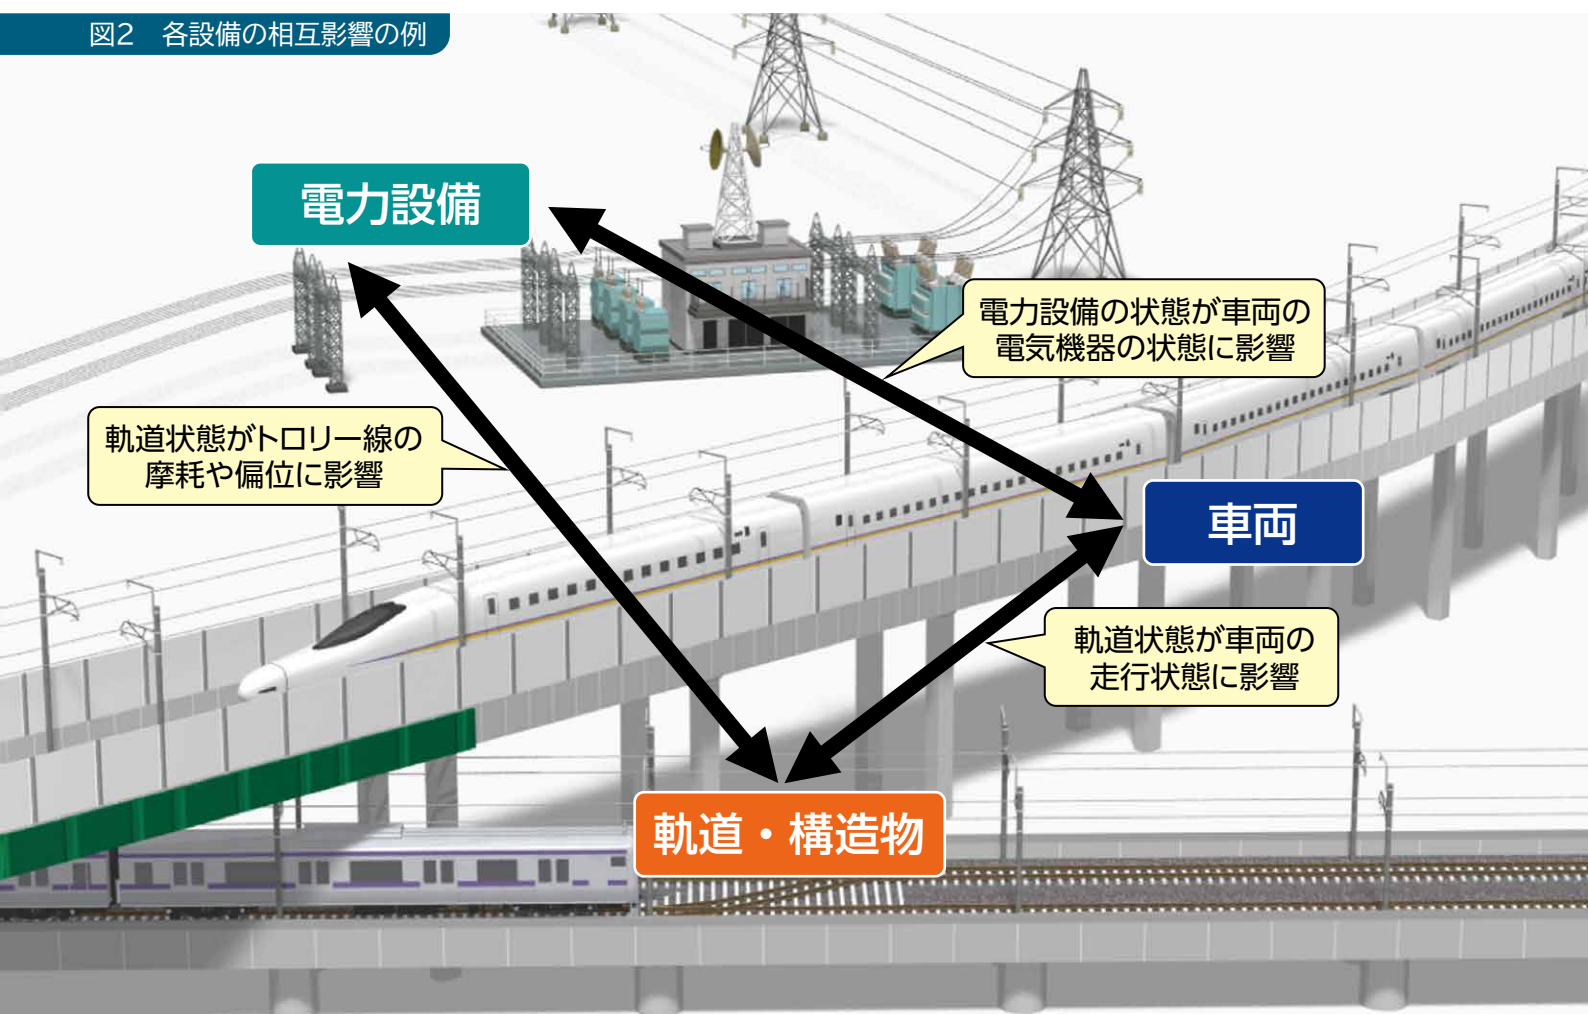 図2 各設備の相互影響の例
電力設備
電力設備の状態が車両の
電気機器の状態に影響
軌道状態がトロリー線の
摩耗や偏位に影響
車両
軌道状態が車両の
走行状態に影響
軌道・構造物